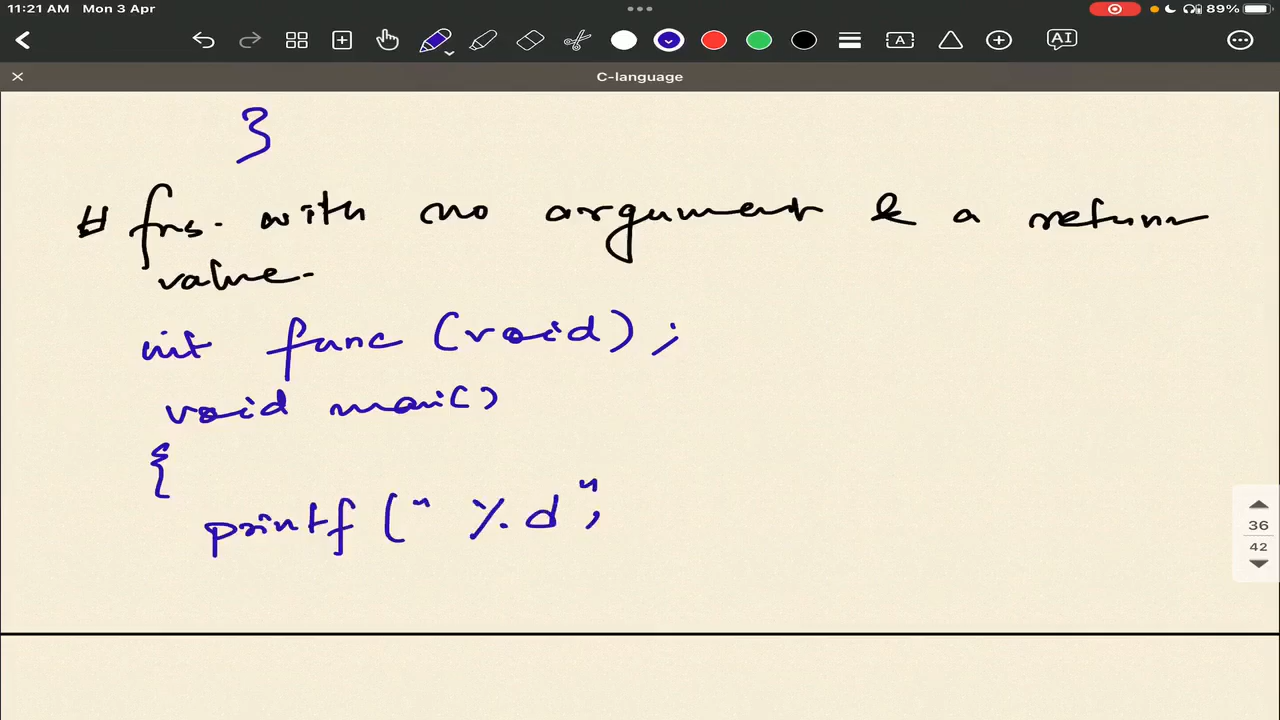 11:21 AM Mon 3 Apr
89%
A
AI
C-language
}
# fns. with no argument & a return
value.
int func (void);
void main()
{
printf (" %d",
36
42